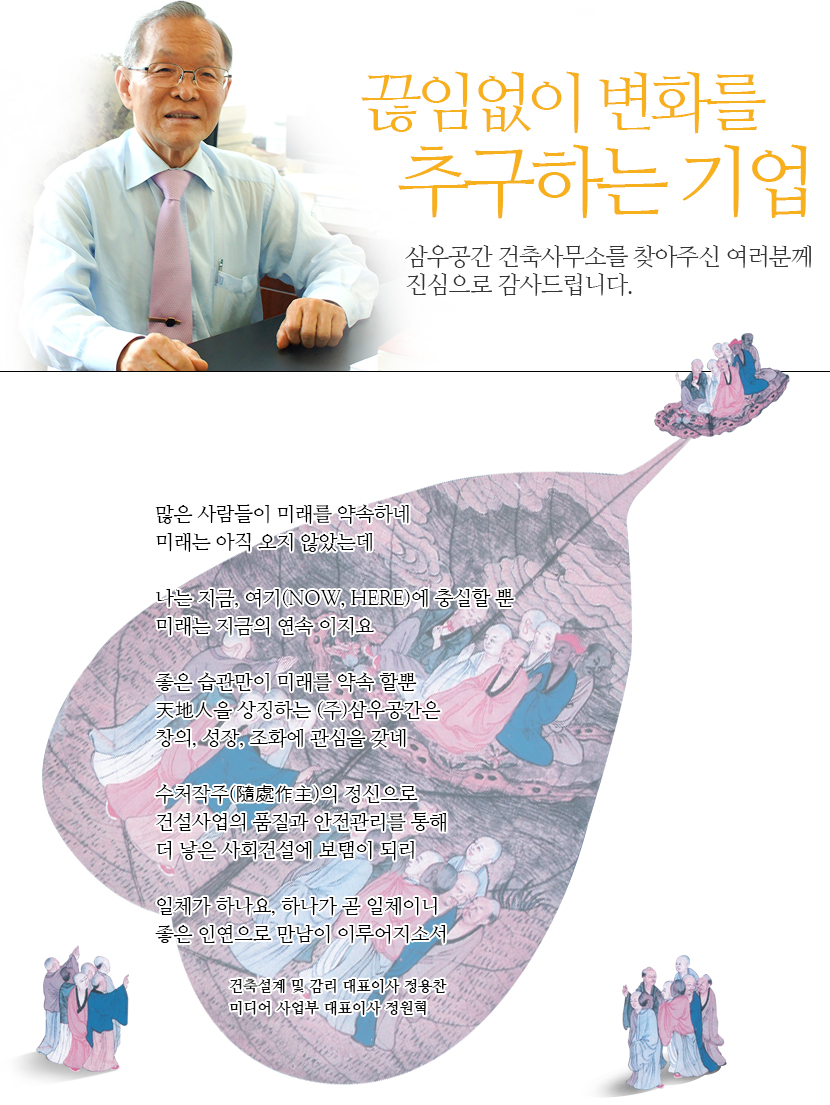 끊임없이 변화를
추구하는 기업
삼우공간 건축사무소를 찾아주신 여러분께
진심으로 감사드립니다.
많은 사람들이 미래를 약속하네
미래는 아직 오지 않았는데
나는 지금, 여기(NOW, HERE)에 충실할 뿐
미래는 지금의 연속 이지요
좋은 습관만이 미래를 약속 할뿐
天地人을 상징하는 (주)삼우공간은
창의, 성장, 조화에 관심을 갖네
수처작주(隨處作主)의 정신으로
건설사업의 품질과 안전관리를 통해
더 낳은 사회건설에 보탬이 되리
일체가 하나요, 하나가 곧 일체이니
좋은 인연으로 만남이 이루어지소서
건축설계 및 감리 대표이사 정용찬
미디어 사업부 대표이사 정원혁